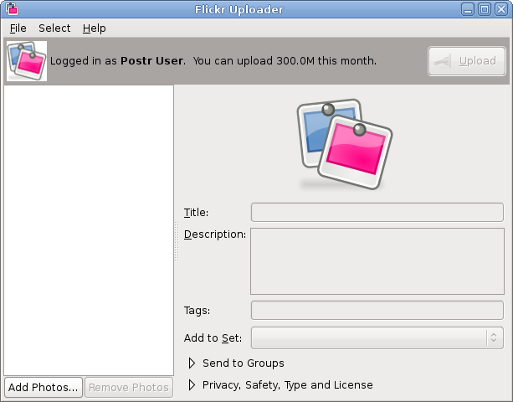 Flickr Uploader
File Select Help
Logged in as Postr User. You can upload 300.0M this month.
Upload
Title:
Description:
Tags:
Add to Set:
Send to Groups
Privacy, Safety, Type and License
Add Photos... Remove Photos